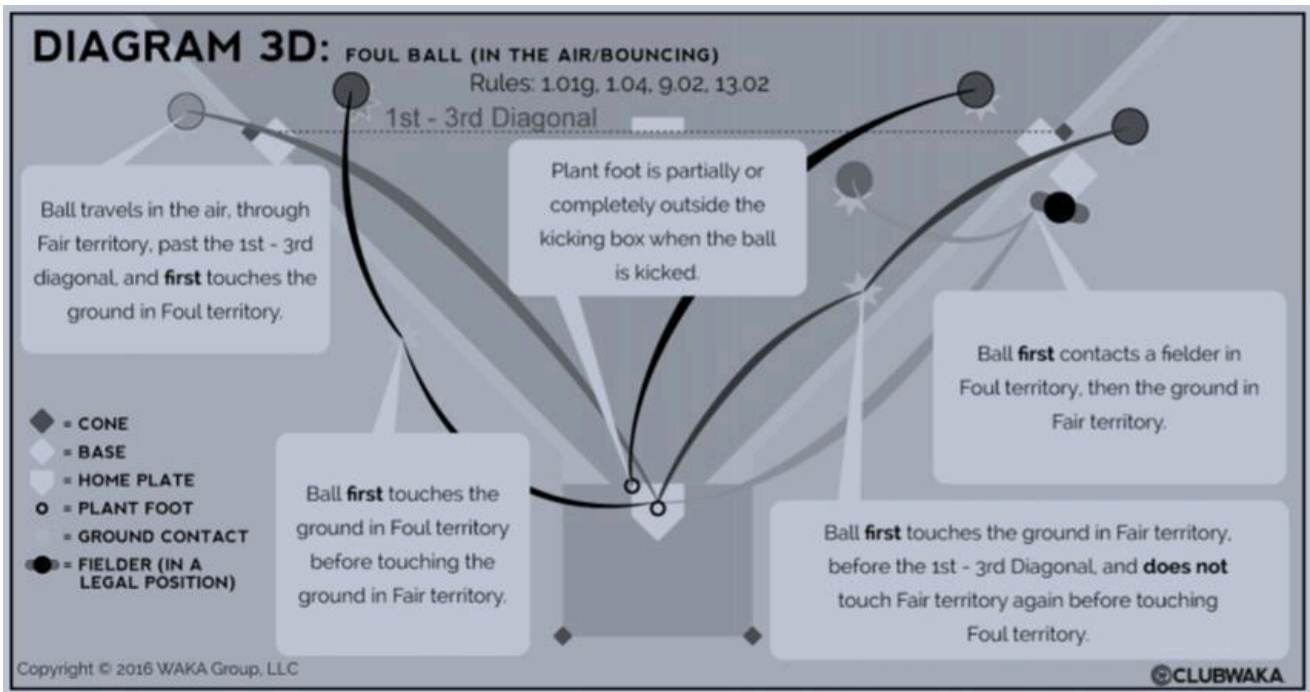 DIAGRAM 3D: FOUL BALL (IN THE AIR/BOUNCING)
Rules: 1.01g, 1.04, 9.02, 13.02
1st - 3rd Diagonal
Ball travels in the air, through
Fair territory, past the 1st - 3rd
diagonal, and first touches the
ground in Foul territory.
Plant foot is partially or
completely outside the
kicking box when the ball
is kicked.
Ball first contacts a fielder in
Foul territory, then the ground in
Fair territory.
= CONE
= BASE
= HOME PLATE
= PLANT FOOT
= GROUND CONTACT
= FIELDER (IN A
LEGAL POSITION)
Ball first touches the
ground in Foul territory
before touching the
ground in Fair territory.
Ball first touches the ground in Fair territory,
before the 1st - 3rd Diagonal, and does not
touch Fair territory again before touching
Foul territory.
Copyright © 2016 WAKA Group, LLC
CLUBWAKA